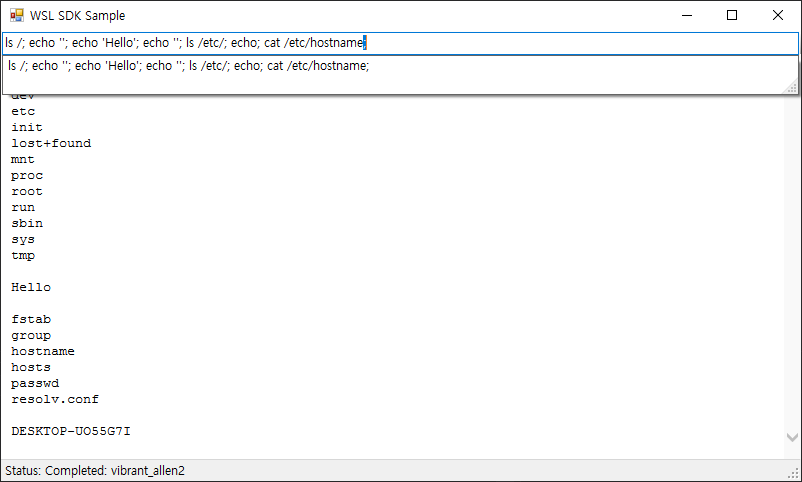 WSL SDK Sample
ls /; echo ''; echo 'Hello'; echo ''; ls /etc/; echo; cat /etc/hostname;
ls /; echo ''; echo 'Hello'; echo ''; ls /etc/; echo; cat /etc/hostname;
dev
etc
init
lost+found
mnt
proc
root
run
sbin
sys
tmp
Hello
fstab
group
hostname
hosts
passwd
resolv.conf
DESKTOP-UO55G7I
Status: Completed: vibrant_allen2